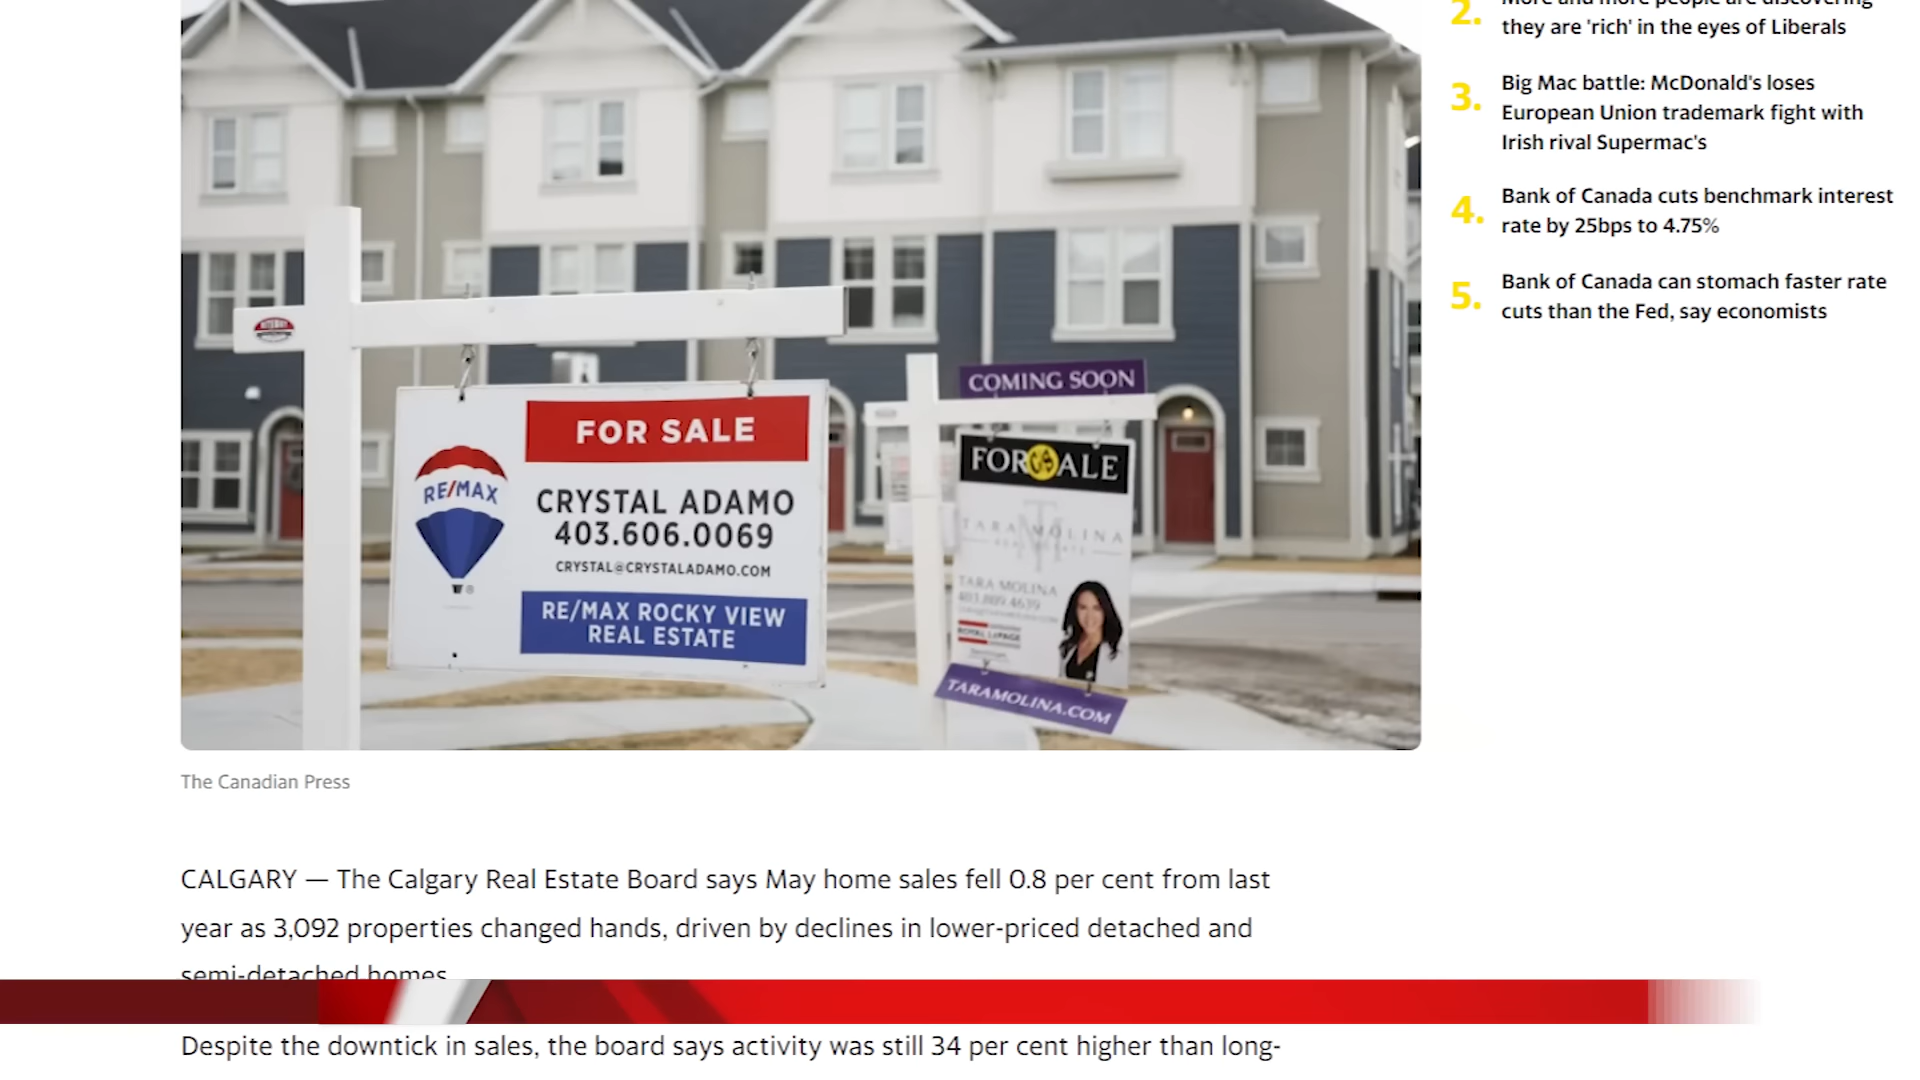 2.
they are 'rich' in the eyes of Liberals
3.
Big Mac battle: McDonald's loses
European Union trademark fight with
Irish rival Supermac's
4.
Bank of Canada cuts benchmark interest
rate by 25bps to 4.75%
5.
Bank of Canada can stomach faster rate
cuts than the Fed, say economists
FOR SALE
RE/MAX
CRYSTAL ADAMO
403.606.0069
CRYSTAL@CRYSTALADAMO.COM
RE/MAX ROCKY VIEW
REAL ESTATE
COMING SOON
FOR SALE
TARA MOLINA
TARA MOLINA
ROYAL LEPAGE
TARAMOLINA.COM
The Canadian Press
CALGARY — The Calgary Real Estate Board says May home sales fell 0.8 per cent from last
year as 3,092 properties changed hands, driven by declines in lower-priced detached and
semi-detached homes.
Despite the downtick in sales, the board says activity was still 34 per cent higher than long-